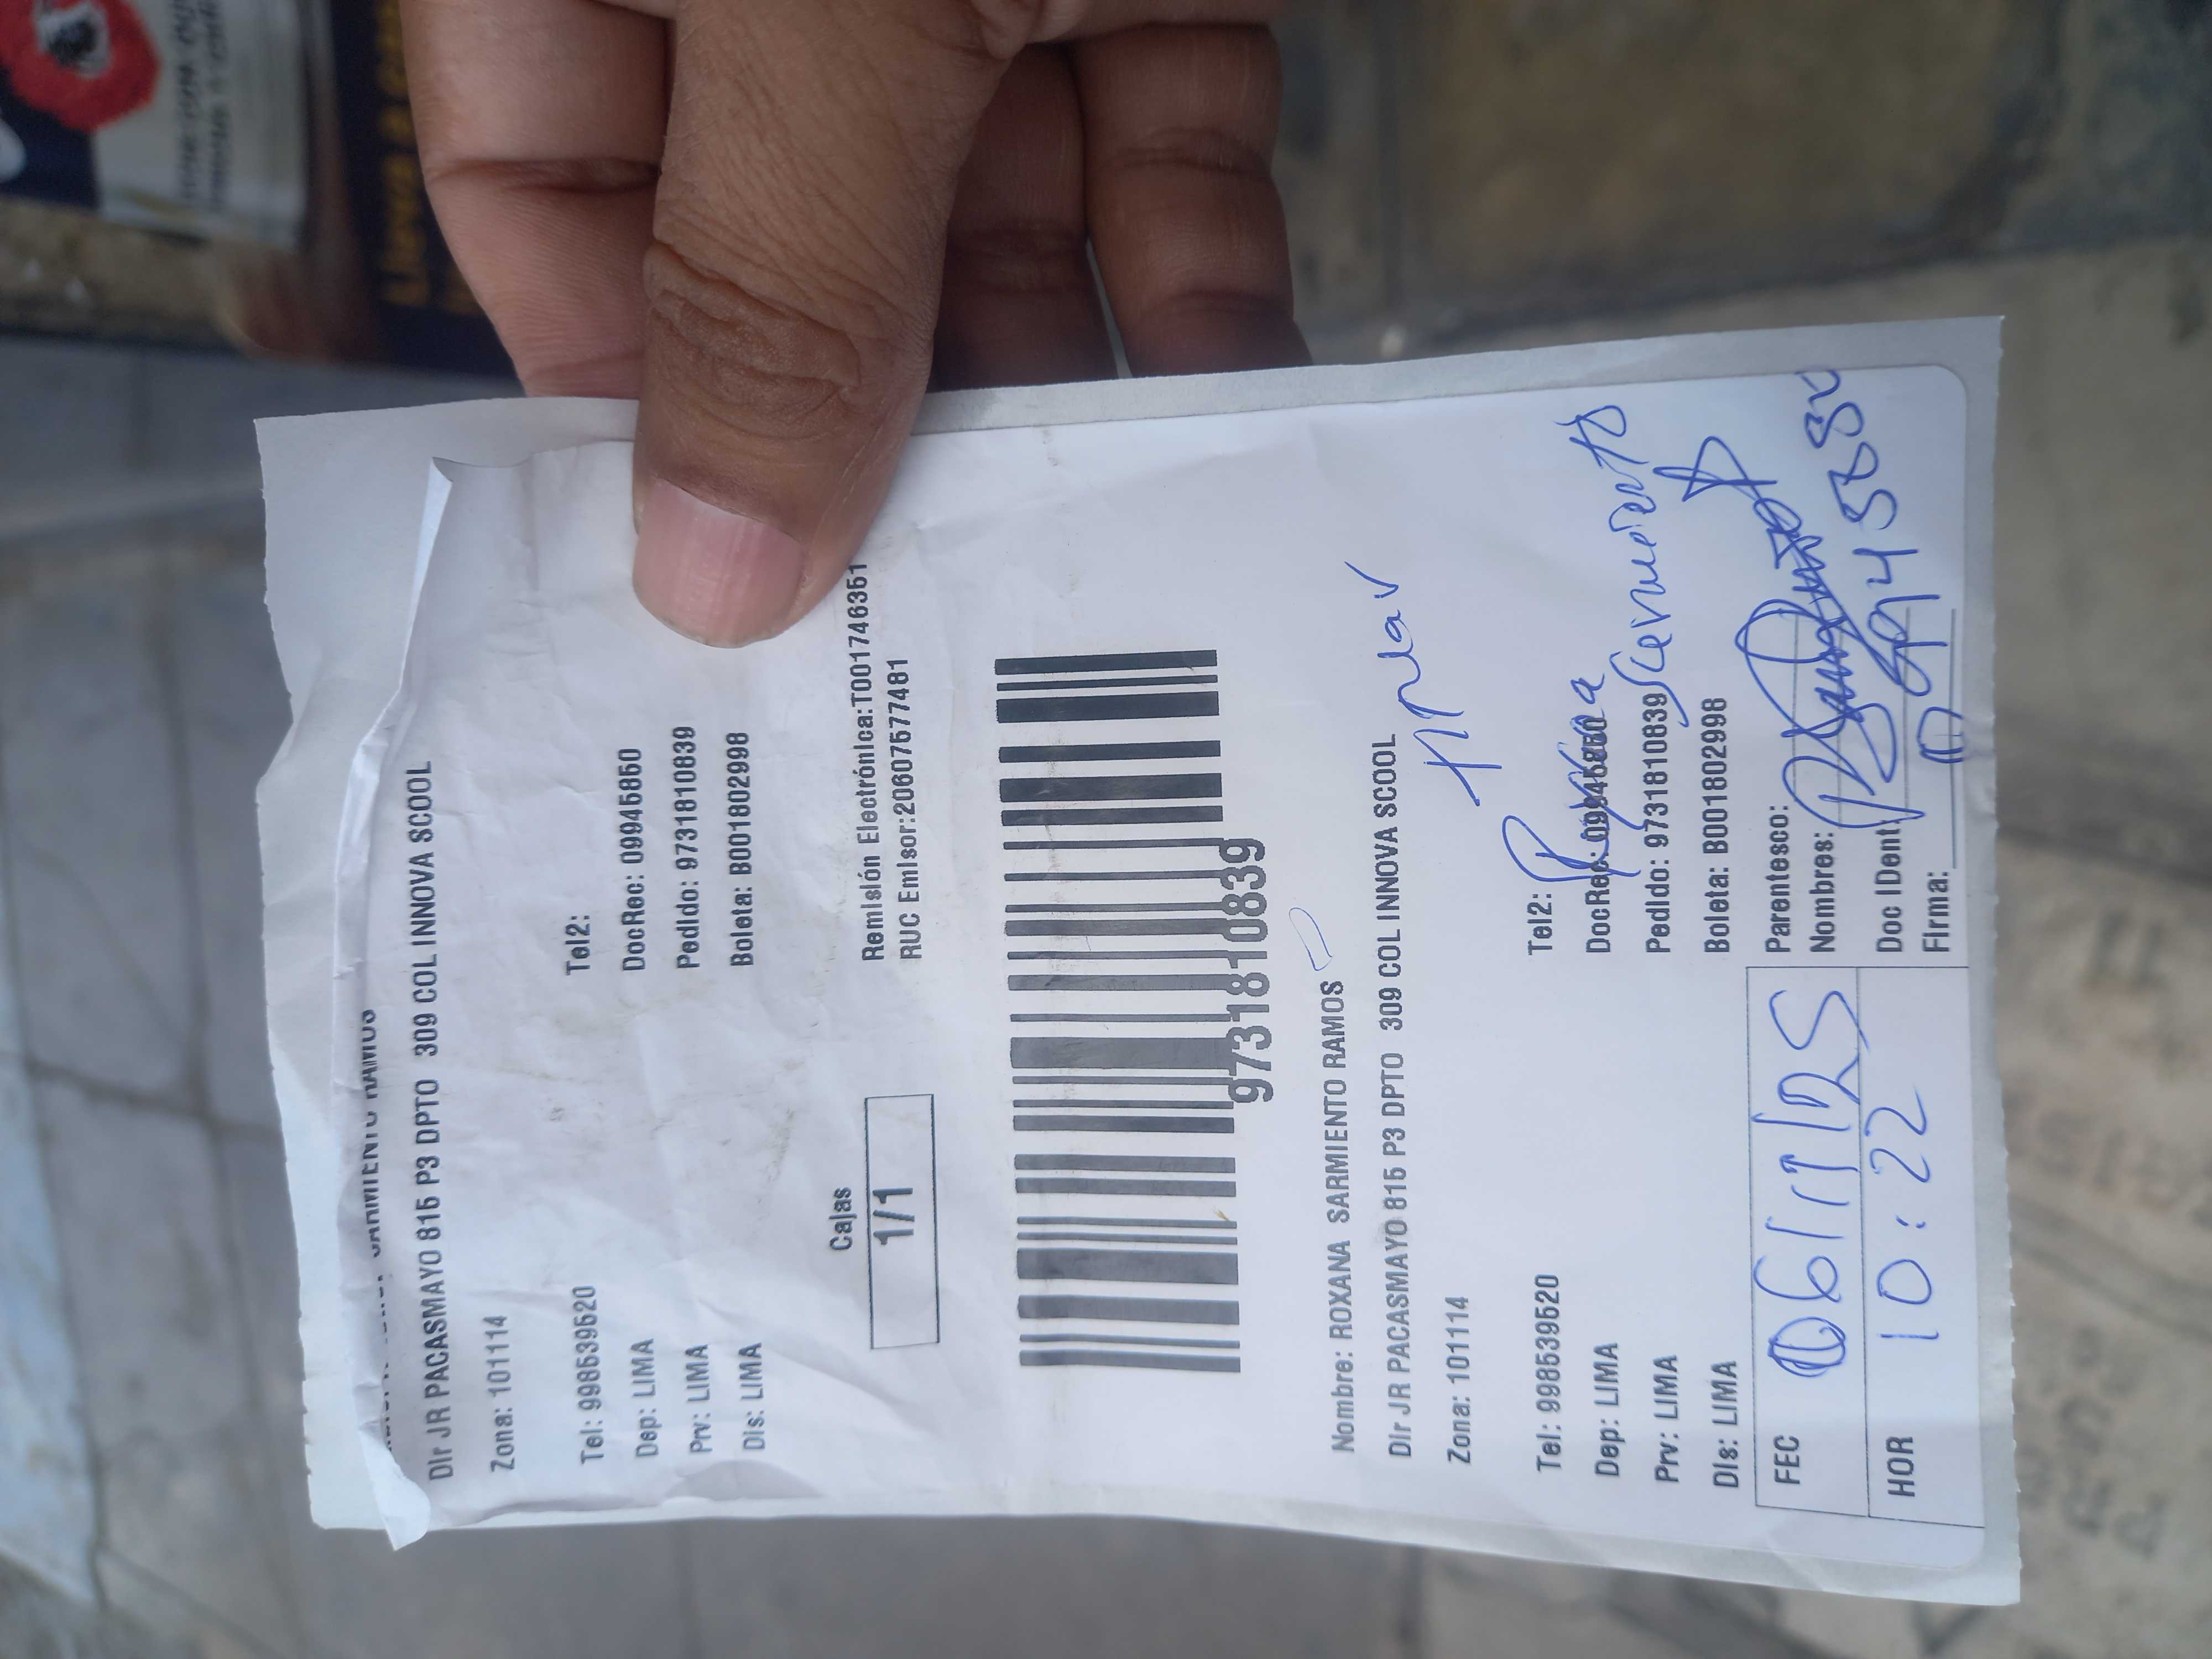 SARMIENTO RAMOS
Dir JR PACASMAYO 815 P3 DPTO 309 COL INNOVA SCOOL
Zona: 101114
Tel: 998539520 Tel2:
Dep: LIMA DocRec: 09945850
Prv: LIMA Pedido: 9731810839
Dis: LIMA Boleta: B001802998
Cajas
1/1
Remisión Electrónica:T001746351
RUC Emisor:20607577481
9731810839
Nombre: ROXANA SARMIENTO RAMOS
Dir JR PACASMAYO 815 P3 DPTO 309 COL INNOVA SCOOL
Zona: 101114
Tel: 998539520 Tel2:
Roxana
Dep: LIMA DocRec: 09945850
Prv: LIMA Pedido: 9731810839
Sarmiento
Dis: LIMA Boleta: B001802998
FEC
Parentesco:
Nombres:
HOR 10:22
Doc IDent
Firma: